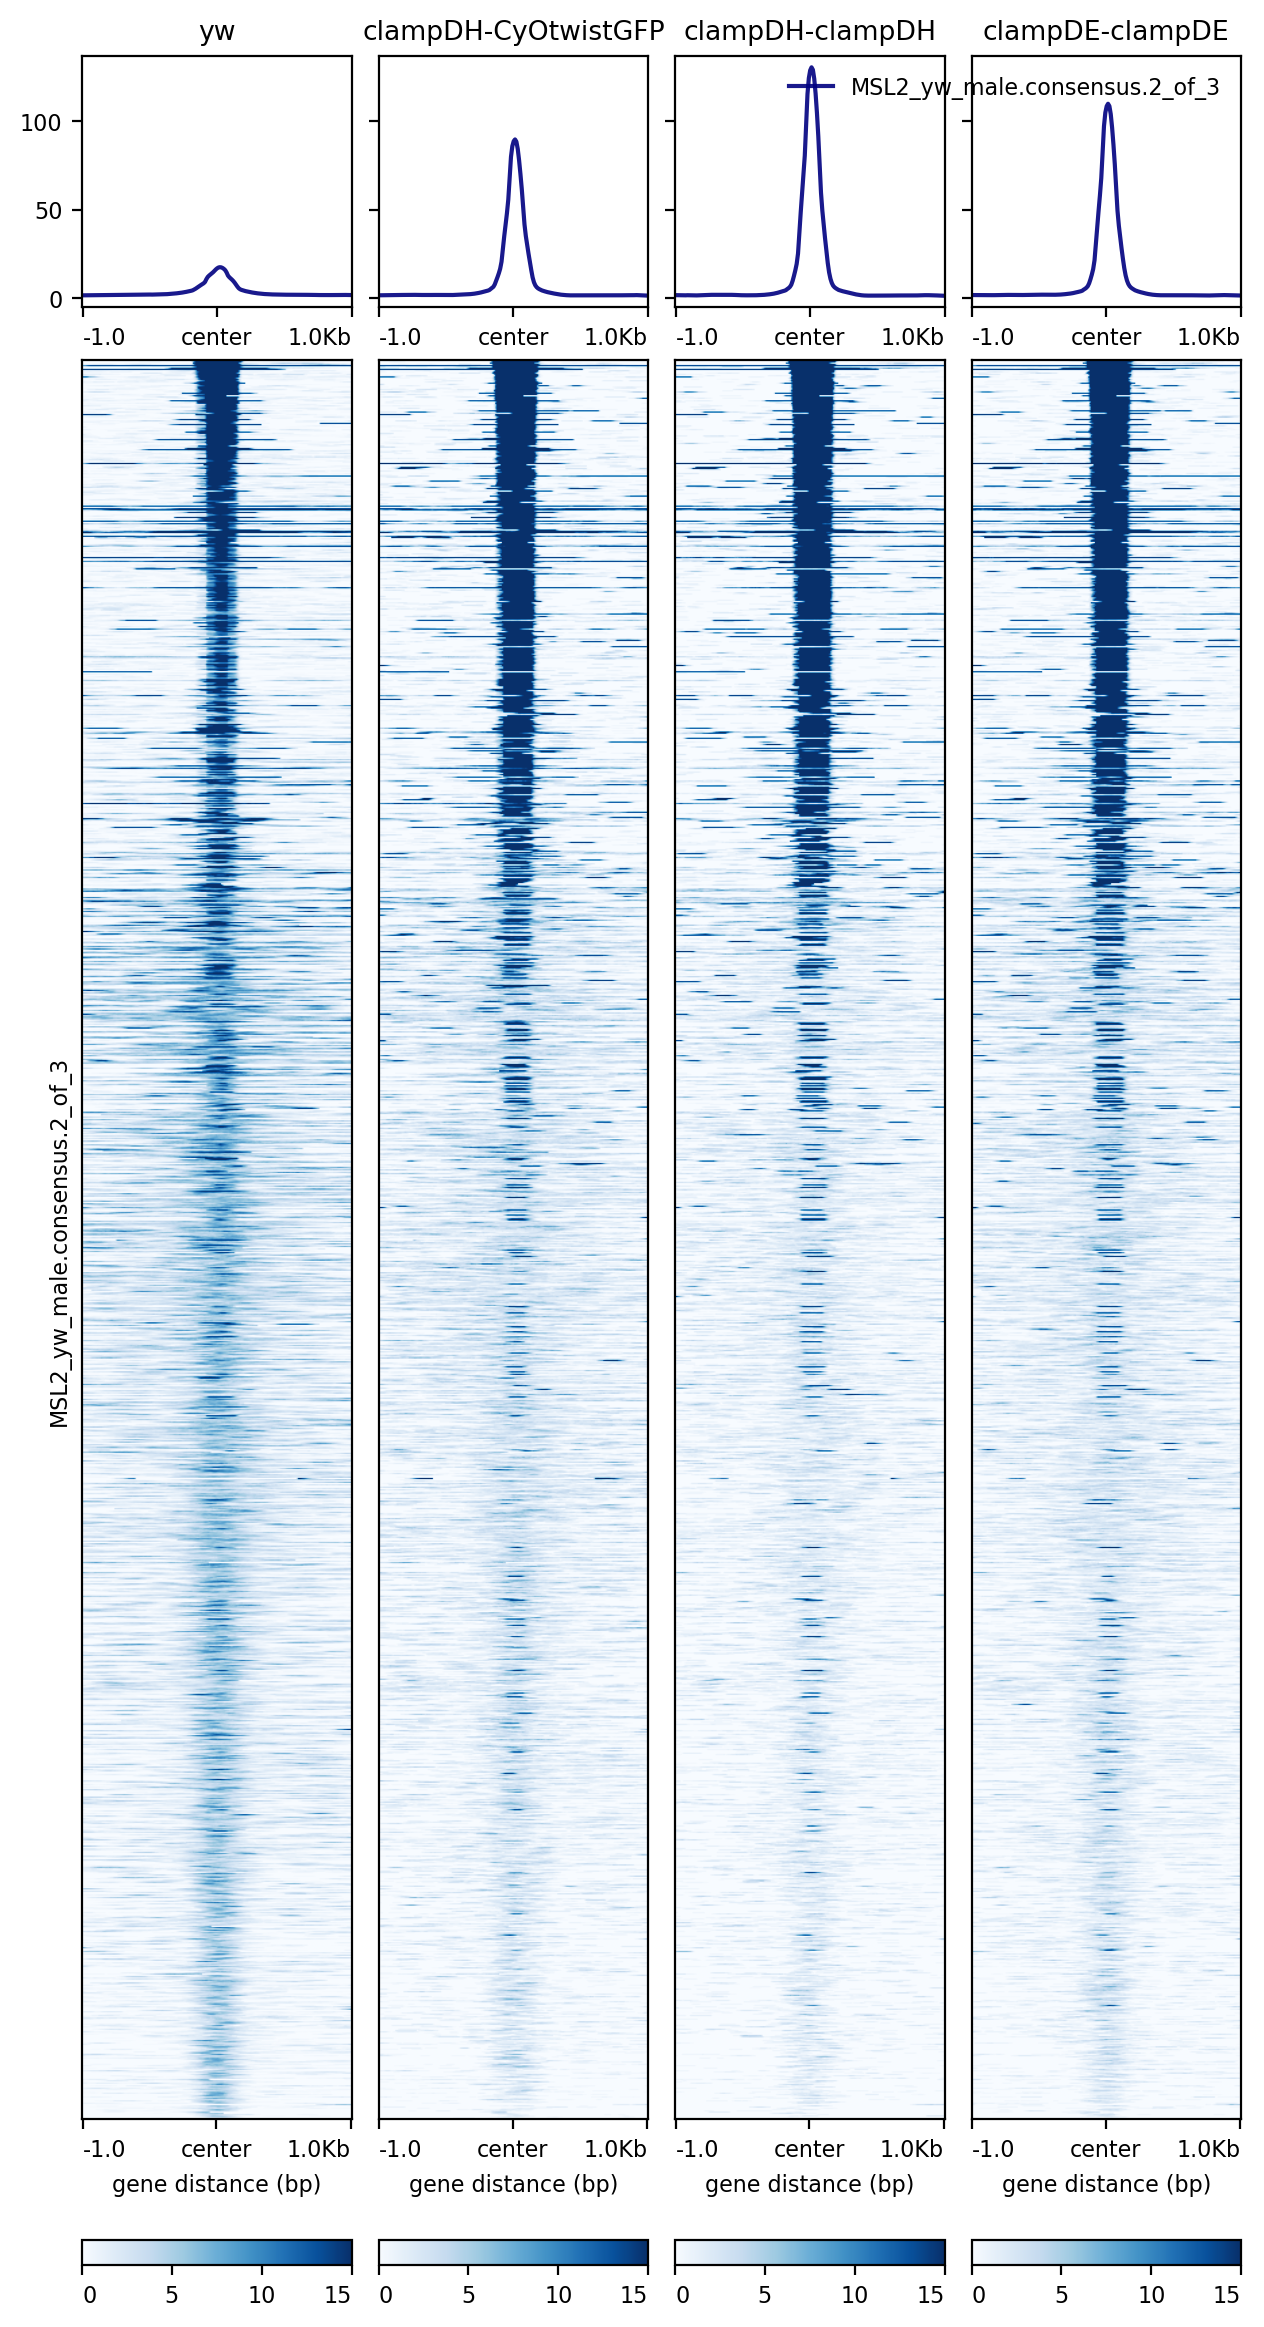 yw clampDH-CyOtwistGFP clampDH-clampDH clampDE-clampDE
MSL2_yw_male.consensus.2_of_3
100
50
0
-1.0 center 1.0Kb -1.0 center 1.0Kb -1.0 center 1.0Kb -1.0 center 1.0Kb
MSL2_yw_male.consensus.2_of_3
-1.0 center 1.0Kb -1.0 center 1.0Kb -1.0 center 1.0Kb -1.0 center 1.0Kb
gene distance (bp) gene distance (bp) gene distance (bp) gene distance (bp)
0 5 10 15 0 5 10 15 0 5 10 15 0 5 10 15